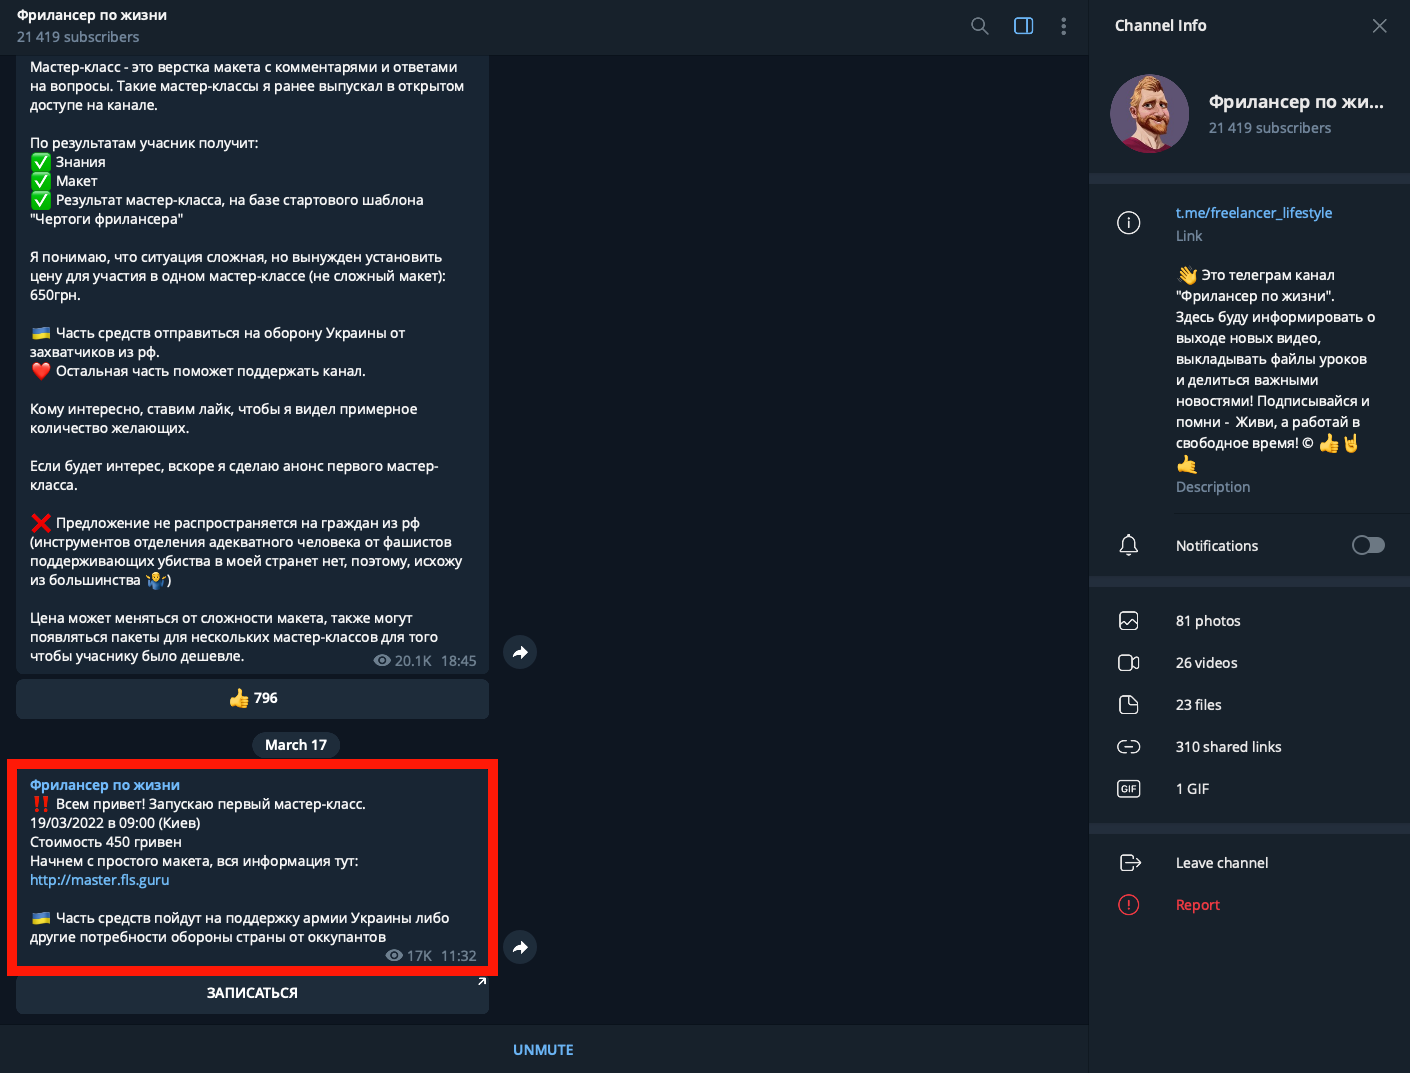 Фрилансер по жизни
21 419 subscribers
Мастер-класс - это верстка макета с комментарями и ответами
на вопросы. Такие мастер-классы я ранее выпускал в открытом
доступе на канале.
По результатам учасник получит:
✅ Знания
✅ Макет
✅ Результат мастер-класса, на базе стартового шаблона
"Чертоги фрилансера"
Я понимаю, что ситуация сложная, но вынужден установить
цену для участия в одном мастер-классе (не сложный макет):
650грн.
🇺🇦 Часть средств отправиться на оборону Украины от
захватчиков из рф.
❤️ Остальная часть поможет поддержать канал.
Кому интересно, ставим лайк, чтобы я видел примерное
количество желающих.
Если будет интерес, вскоре я сделаю анонс первого мастер-
класса.
❌ Предложение не распространяется на граждан из рф
(инструментов отделения адекватного человека от фашистов
поддерживающих убиства в моей странет нет, поэтому, исхожу
из большинства 🤷‍♂️)
Цена может меняться от сложности макета, также могут
появляться пакеты для нескольких мастер-классов для того
чтобы учаснику было дешевле.
20.1K 18:45
👍 796
March 17
Фрилансер по жизни
‼️ Всем привет! Запускаю первый мастер-класс.
19/03/2022 в 09:00 (Киев)
Стоимость 450 гривен
Начнем с простого макета, вся информация тут:
http://master.fls.guru
🇺🇦 Часть средств пойдут на поддержку армии Украины либо
другие потребности обороны страны от оккупантов
17K 11:32
ЗАПИСАТЬСЯ
UNMUTE
Channel Info
Фрилансер по жи...
21 419 subscribers
t.me/freelancer_lifestyle
Link
👋 Это телеграм канал
"Фрилансер по жизни".
Здесь буду информировать о
выходе новых видео,
выкладывать файлы уроков
и делиться важными
новостями! Подписывайся и
помни - Живи, а работай в
свободное время! © 👍🤘
🤙
Description
Notifications
81 photos
26 videos
23 files
310 shared links
GIF 1 GIF
Leave channel
Report